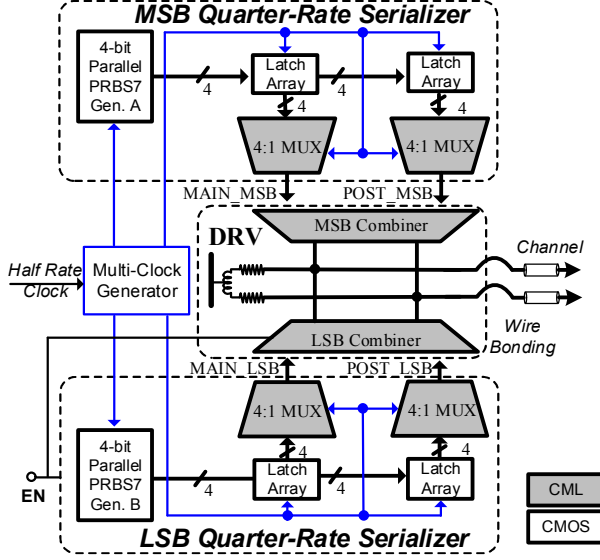 MSB Quarter-Rate Serializer
4-bit
Parallel
PRBS7
Gen. A
4
Latch
Array
4
Latch
Array
4
4
4:1 MUX
4:1 MUX
MAIN_MSB
POST_MSB
MSB Combiner
DRV
Channel
Half Rate
Clock
Multi-Clock
Generator
Wire
Bonding
LSB Combiner
MAIN_LSB
POST_LSB
4:1 MUX
4:1 MUX
4
4
4-bit
Parallel
PRBS7
Gen. B
4
Latch
Array
4
Latch
Array
EN
CML
CMOS
LSB Quarter-Rate Serializer